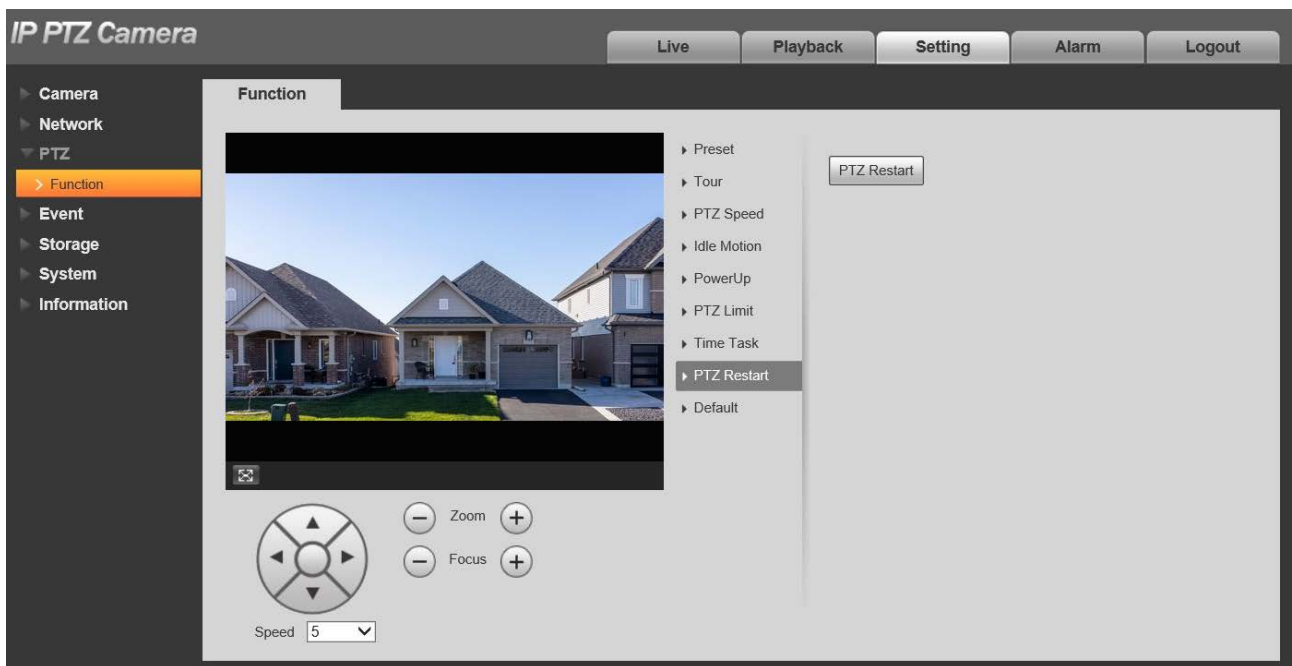 IP PTZ Camera
Live
Playback
Setting
Alarm
Logout
Camera
Network
PTZ
Function
Event
Storage
System
Information
Function
Preset
Tour
PTZ Speed
Idle Motion
PowerUp
PTZ Limit
Time Task
PTZ Restart
Default
PTZ Restart
Zoom
Focus
Speed 5